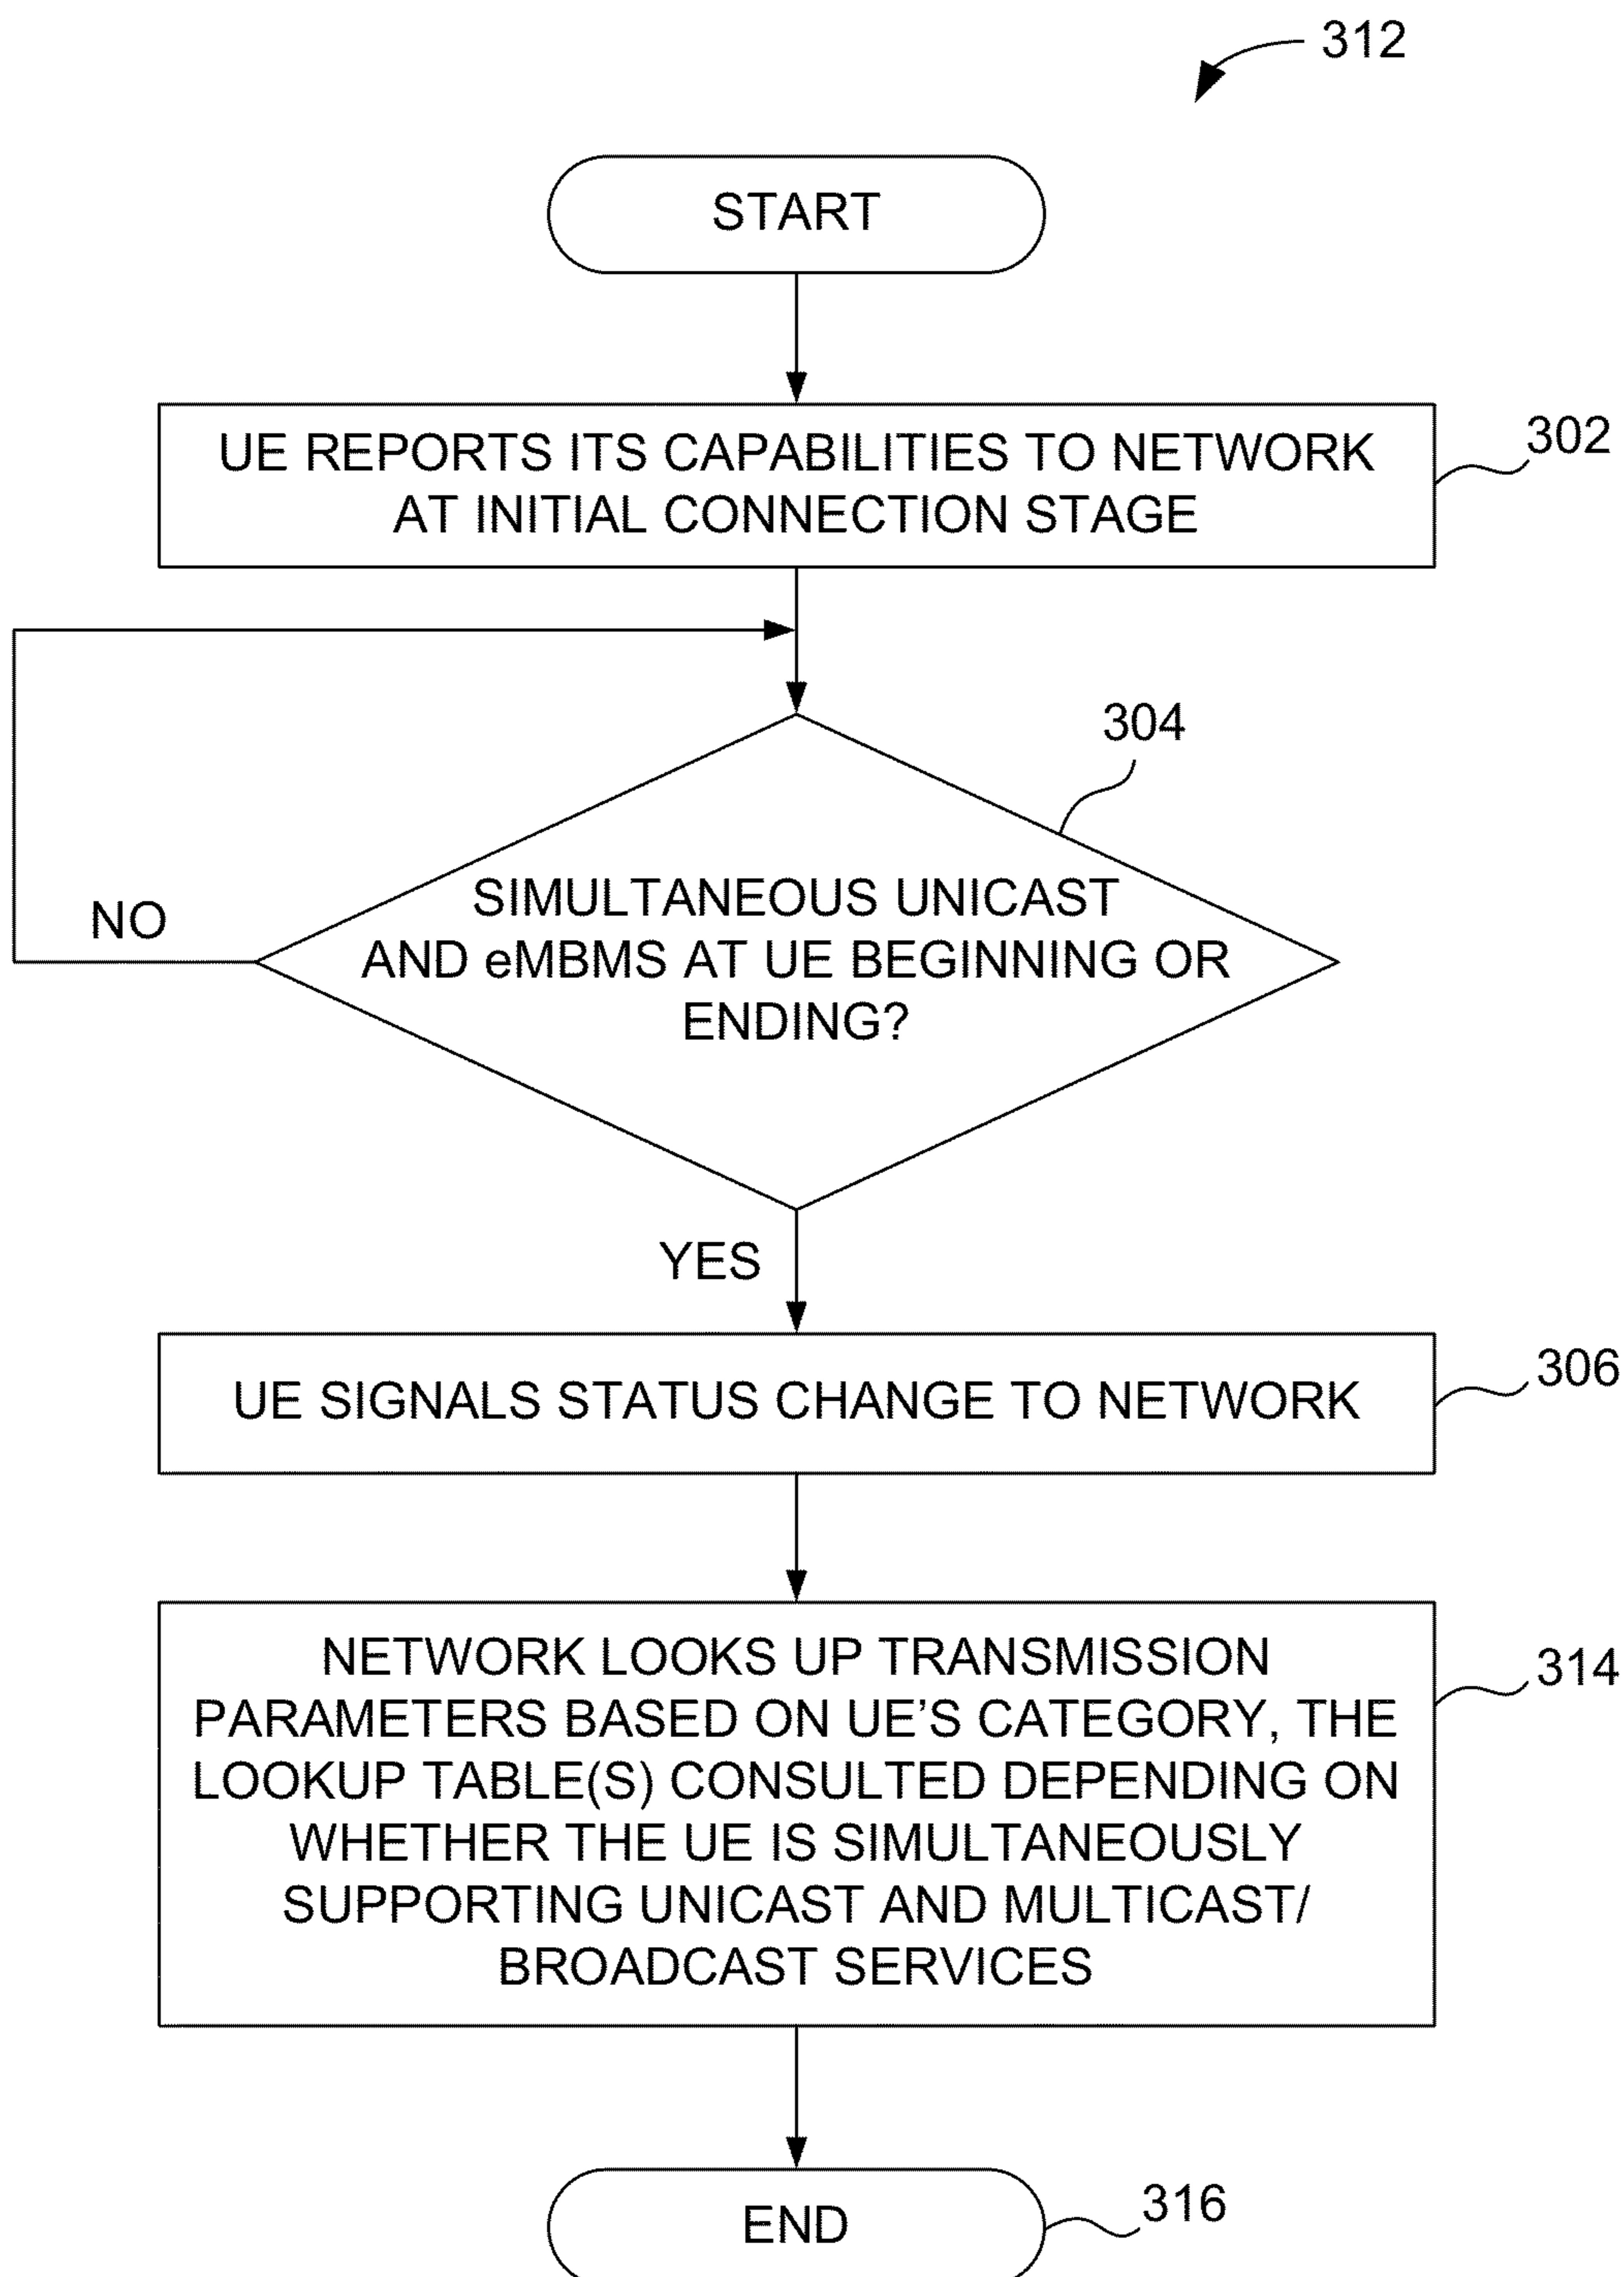 312
START
UE REPORTS ITS CAPABILITIES TO NETWORK
AT INITIAL CONNECTION STAGE
302
304
SIMULTANEOUS UNICAST
AND eMBMS AT UE BEGINNING OR
ENDING?
NO
YES
UE SIGNALS STATUS CHANGE TO NETWORK
306
NETWORK LOOKS UP TRANSMISSION
PARAMETERS BASED ON UE'S CATEGORY, THE
LOOKUP TABLE(S) CONSULTED DEPENDING ON
WHETHER THE UE IS SIMULTANEOUSLY
SUPPORTING UNICAST AND MULTICAST/
BROADCAST SERVICES
314
END
316